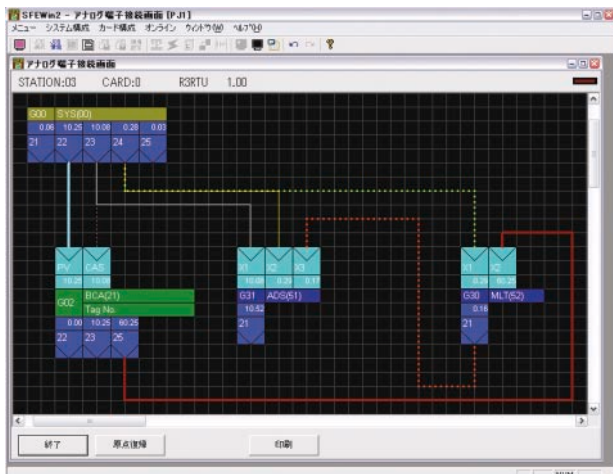 SFEWin2 - アナログ端子接続画面 [PJ1]
メニュー システム構成 カード構成 オンライン ウィンドウ(W) ヘルプ(H)
アナログ端子接続画面
STATION:03 CARD:0 R3RTU 1.00
G00 SYS(00)
0.06 10.25 10.08 0.28 0.03
21 22 23 24 25
PV CAS X1 X2 X3 X1 X2
10.25 10.08 10.08 0.29 0.17 0.29 60.25
G02 BCA(21) G31 ADS(51) G30 MLT(52)
Tag No.
10.52 0.16
0.00 10.25 60.25
21 21
22 23 25
終了 原点復帰 印刷
NUM